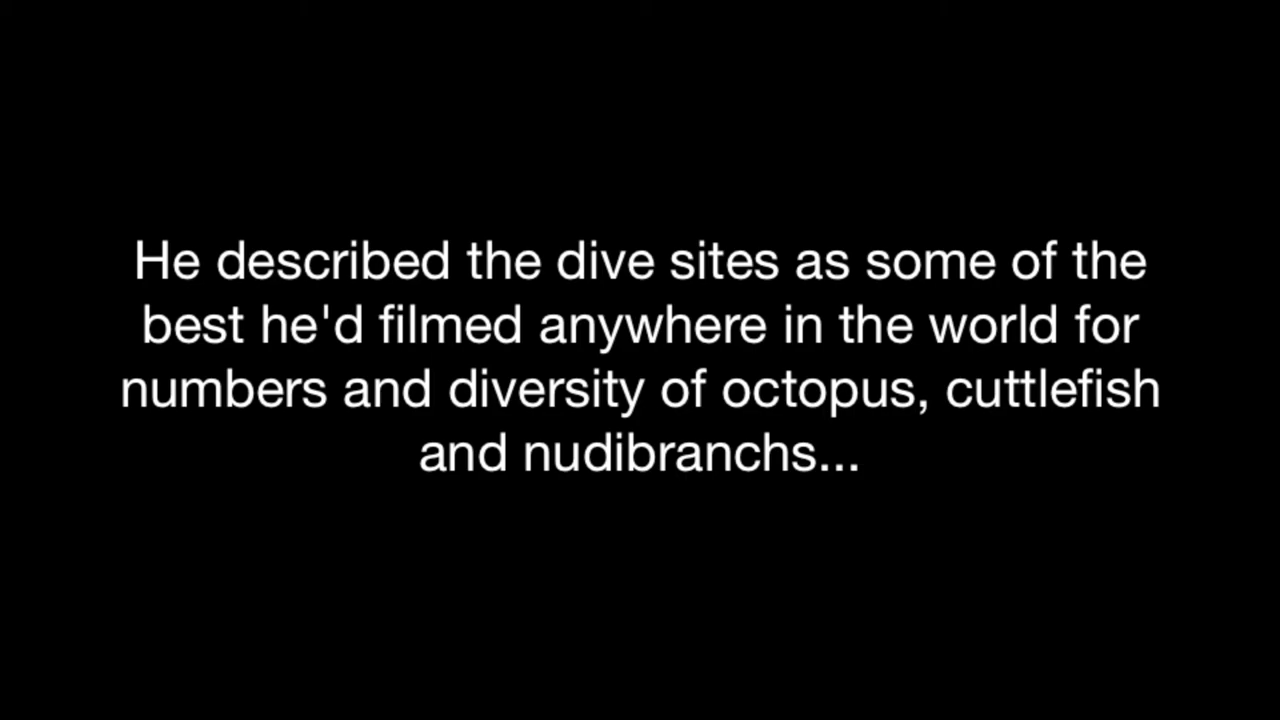 He described the dive sites as some of the
best he'd filmed anywhere in the world for
numbers and diversity of octopus, cuttlefish
and nudibranchs...